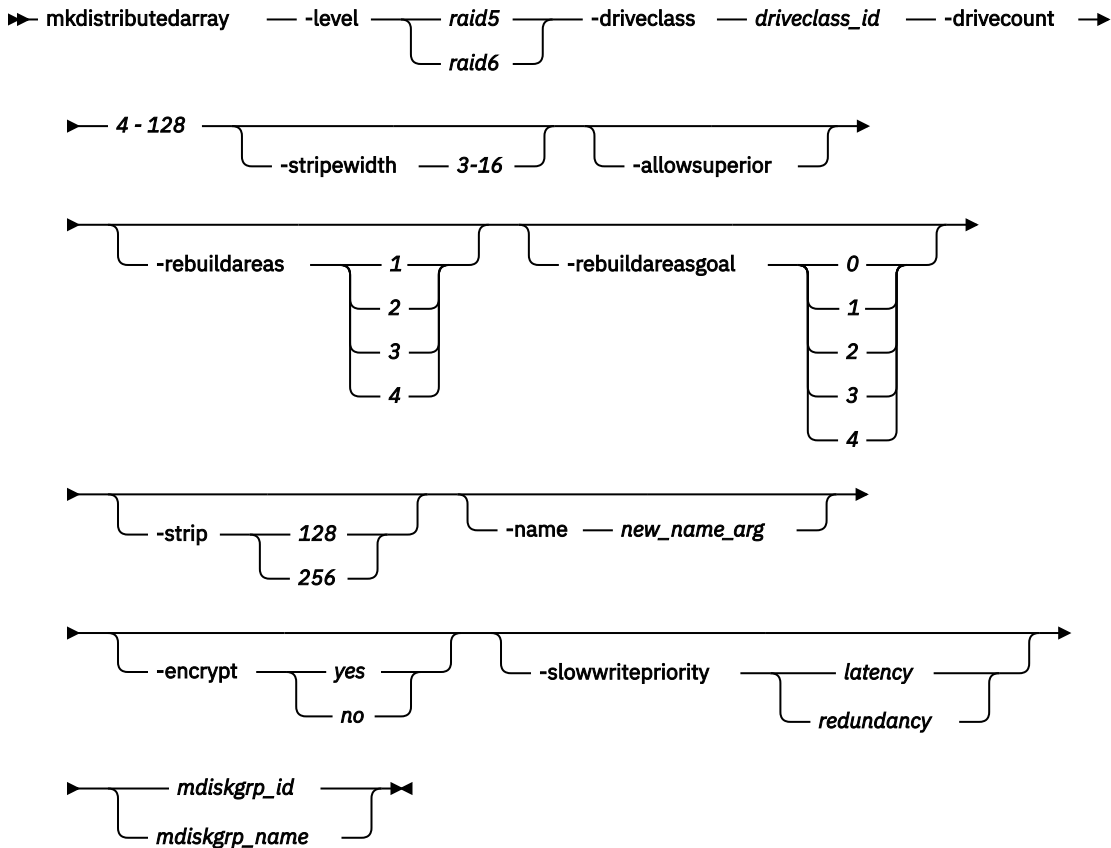 mkdistributedarray -level raid5 -driveclass driveclass_id -drivecount
raid6
4 - 128
-stripewidth 3-16 -allowsuperior
-rebuildareas 1 -rebuildareasgoal 0
2 1
3 2
4 3
4
-strip 128 -name new_name_arg
256
-encrypt yes -slowwritepriority latency
no redundancy
mdiskgrp_id
mdiskgrp_name